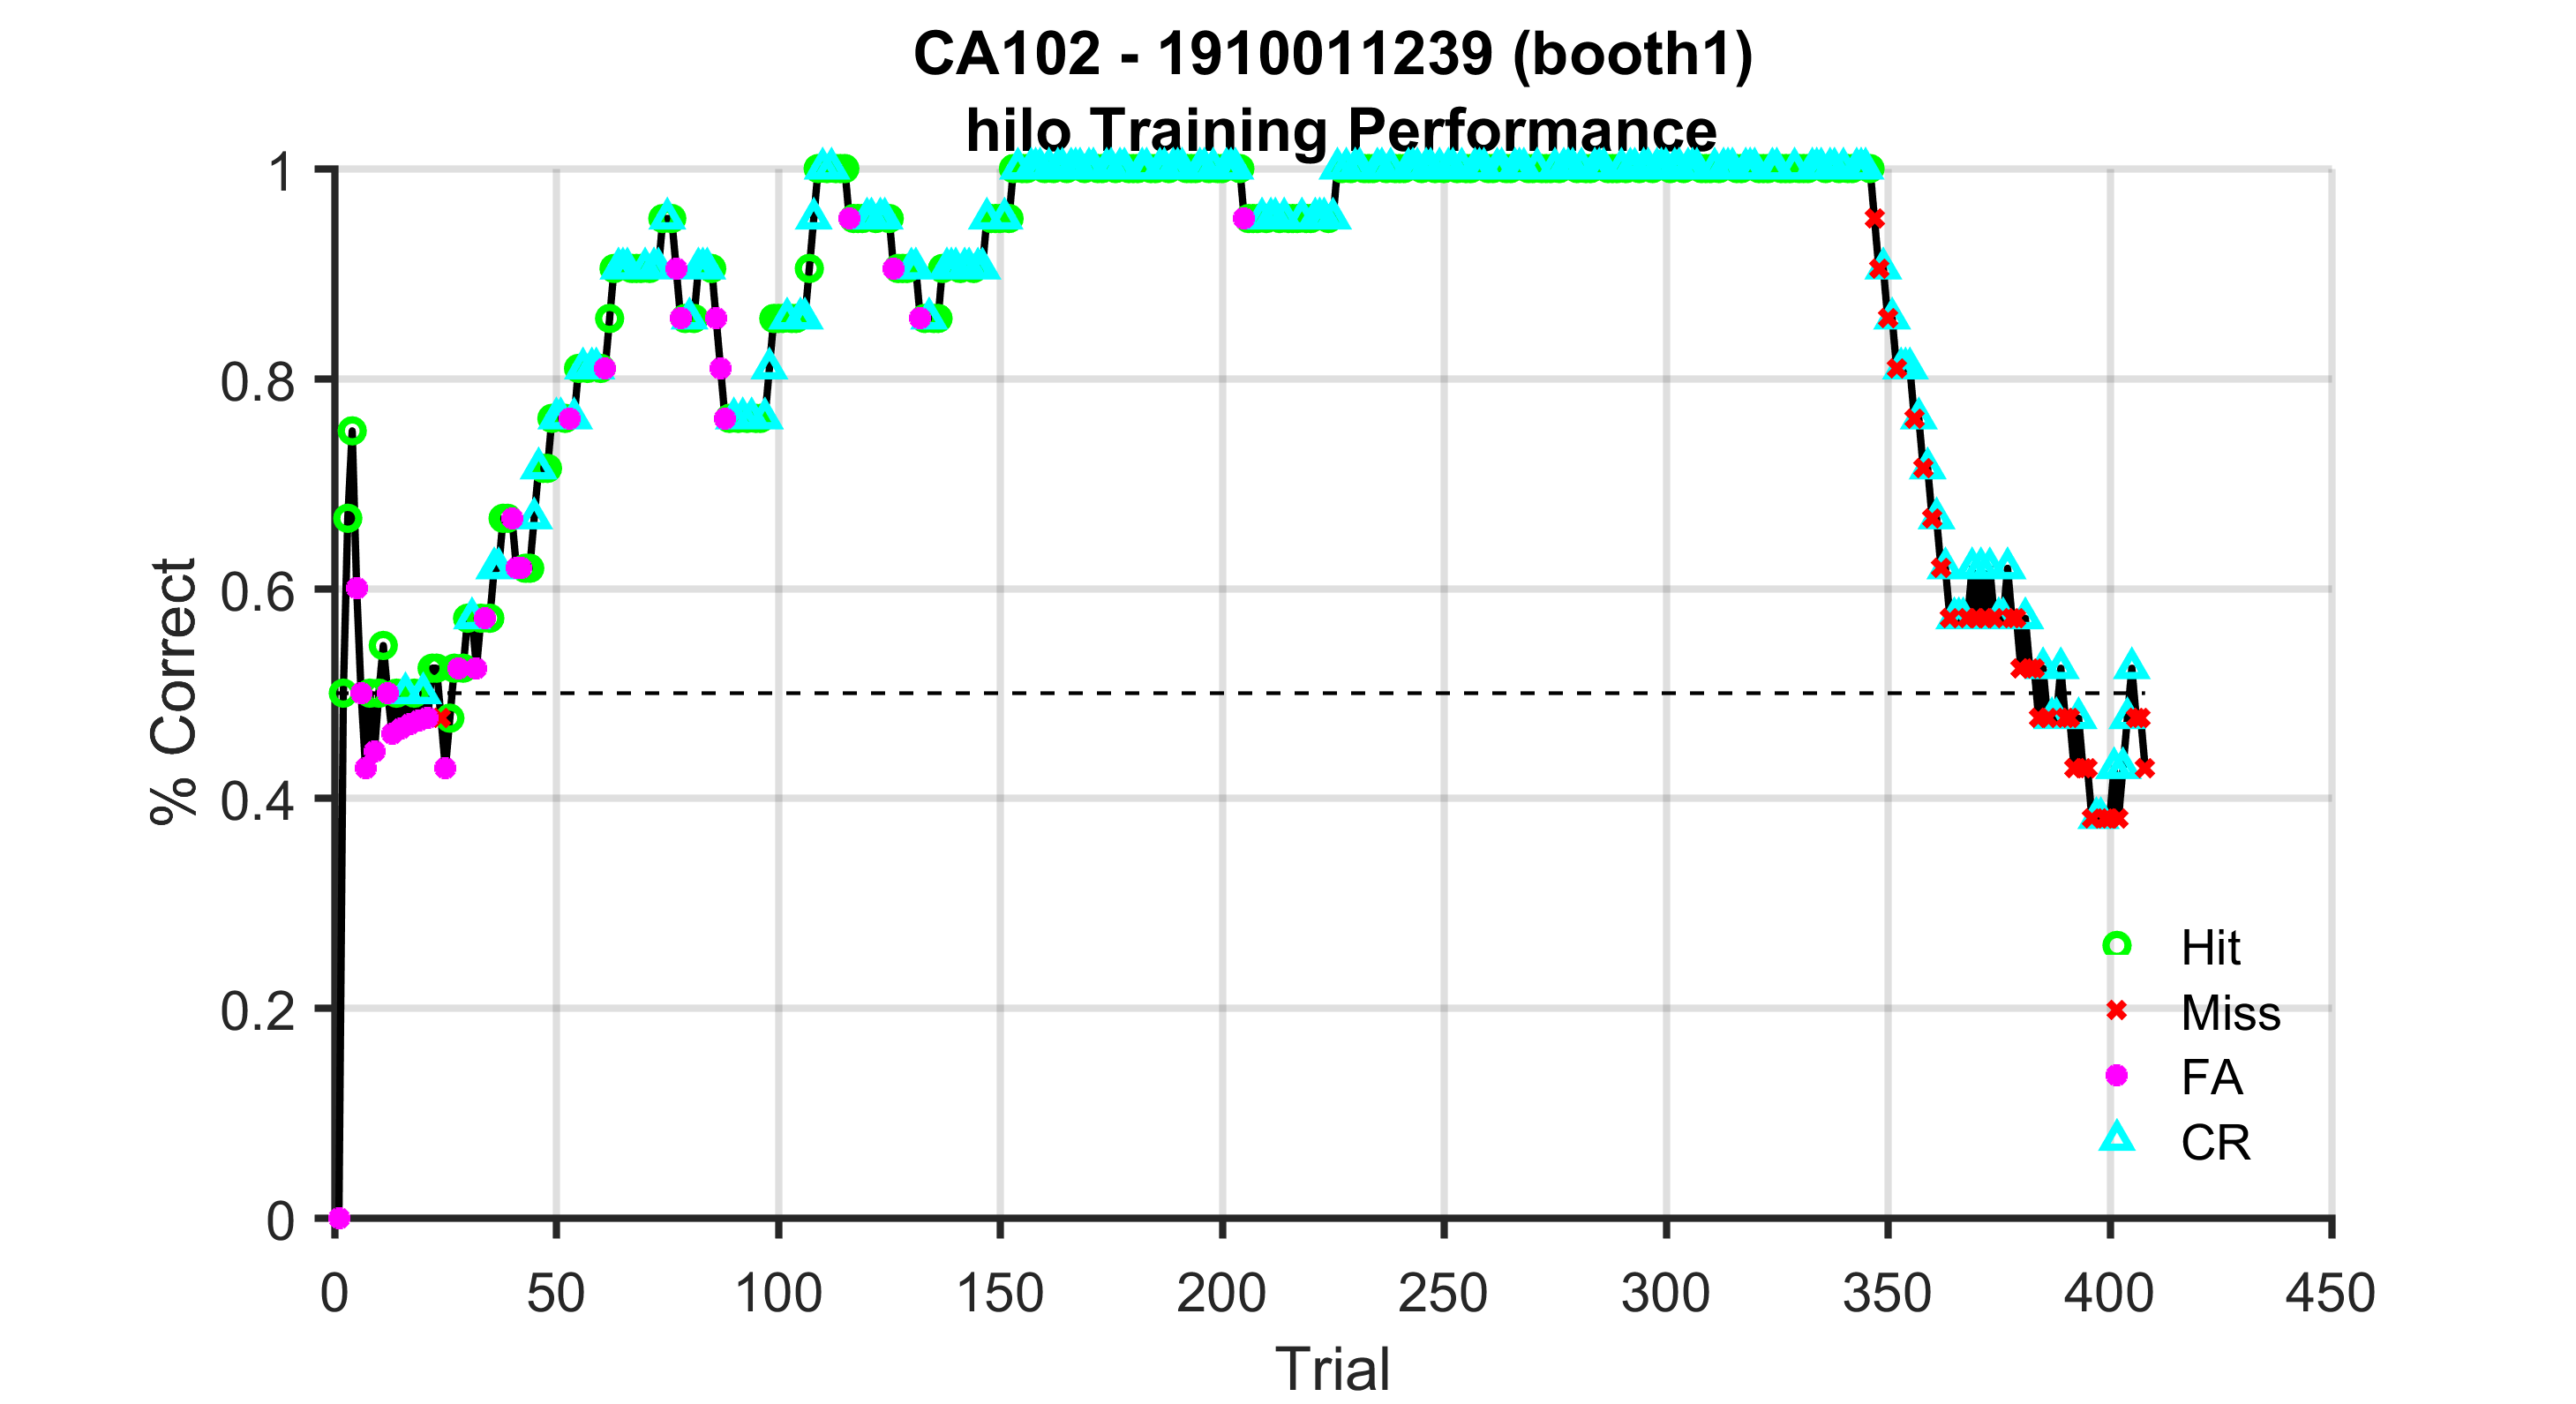 CA102 - 1910011239 (booth1)
hilo Training Performance
1
0.8
0.6
0.4
0.2
0
% Correct
Hit
Miss
FA
CR
0 50 100 150 200 250 300 350 400 450
Trial